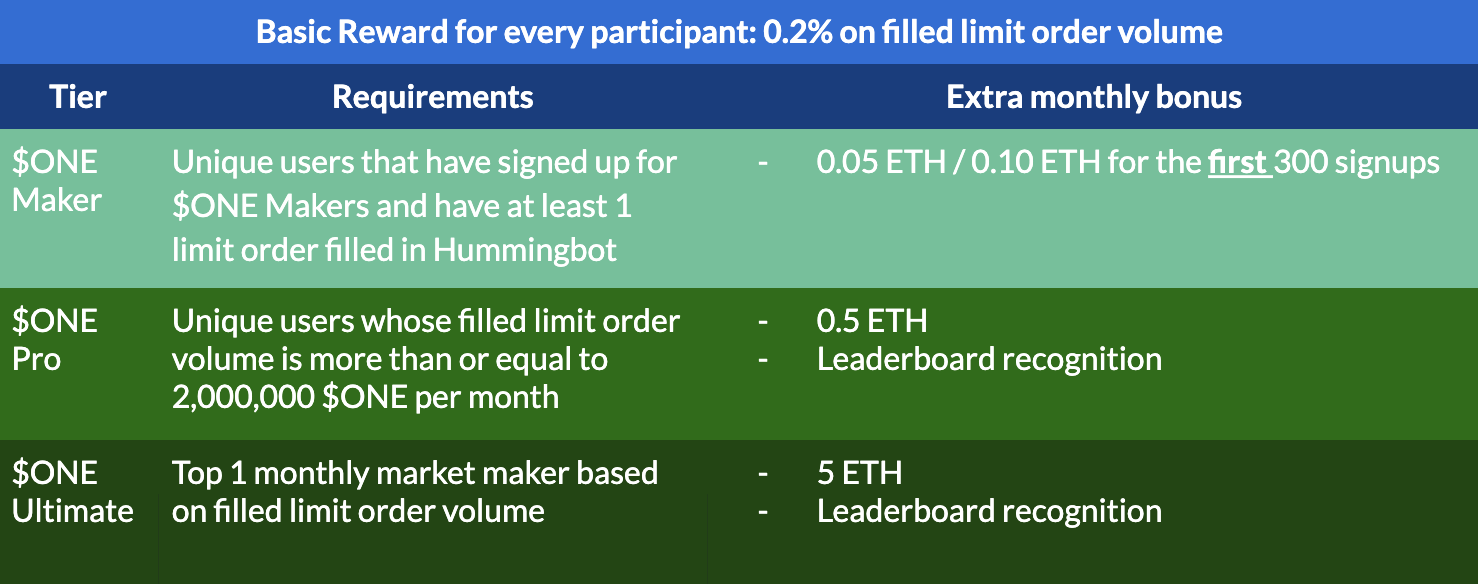 Basic Reward for every participant: 0.2% on filled limit order volume
Tier Requirements Extra monthly bonus
$ONE Maker
Unique users that have signed up for
$ONE Makers and have at least 1
limit order filled in Hummingbot
- 0.05 ETH / 0.10 ETH for the first 300 signups
$ONE
Pro
Unique users whose filled limit order
volume is more than or equal to
2,000,000 $ONE per month
- 0.5 ETH
- Leaderboard recognition
$ONE
Ultimate
Top 1 monthly market maker based
on filled limit order volume
- 5 ETH
- Leaderboard recognition